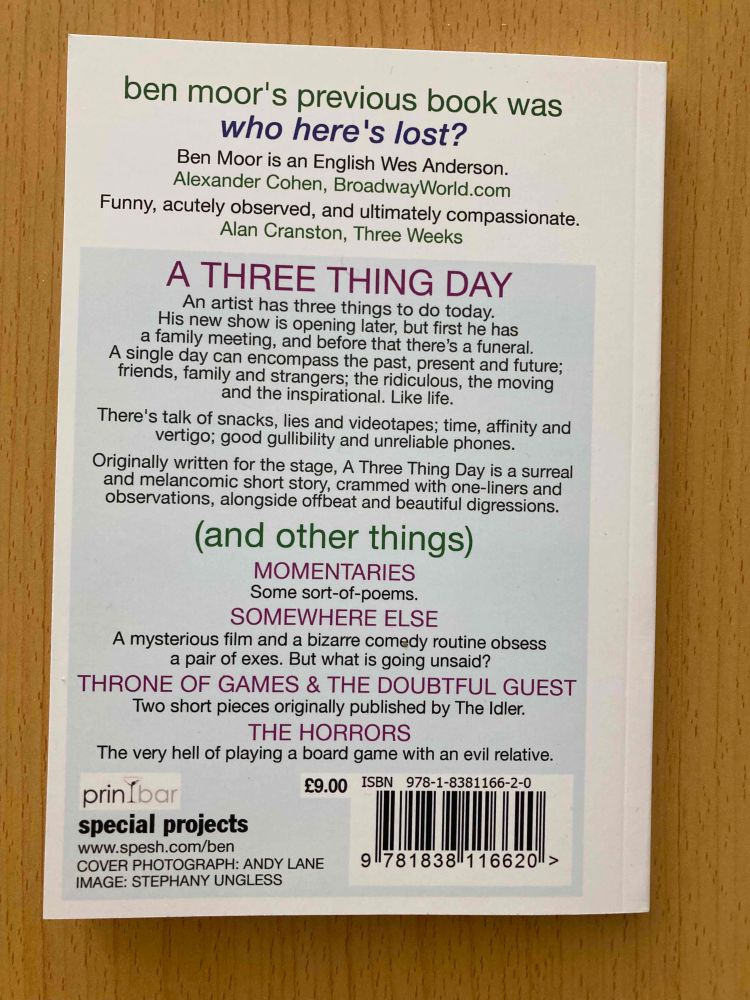 ben moor's previous book was
who here's lost?
Ben Moor is an English Wes Anderson.
Alexander Cohen, BroadwayWorld.com
Funny, acutely observed, and ultimately compassionate.
Alan Cranston, Three Weeks
A THREE THING DAY
An artist has three things to do today.
His new show is opening later, but first he has
a family meeting, and before that there's a funeral.
A single day can encompass the past, present and future;
friends, family and strangers; the ridiculous, the moving
and the inspirational. Like life.
There's talk of snacks, lies and videotapes; time, affinity and
vertigo; good gullibility and unreliable phones.
Originally written for the stage, A Three Thing Day is a surreal
and melancomic short story, crammed with one-liners and
observations, alongside offbeat and beautiful digressions.
(and other things)
MOMENTARIES
Some sort-of-poems.
SOMEWHERE ELSE
A mysterious film and a bizarre comedy routine obsess
a pair of exes. But what is going unsaid?
THRONE OF GAMES & THE DOUBTFUL GUEST
Two short pieces originally published by The Idler.
THE HORRORS
The very hell of playing a board game with an evil relative.
printbar
special projects
www.spesh.com/ben
COVER PHOTOGRAPH: ANDY LANE
IMAGE: STEPHANY UNGLESS
£9.00
ISBN 978-1-8381166-2-0
9 781838 116620 >